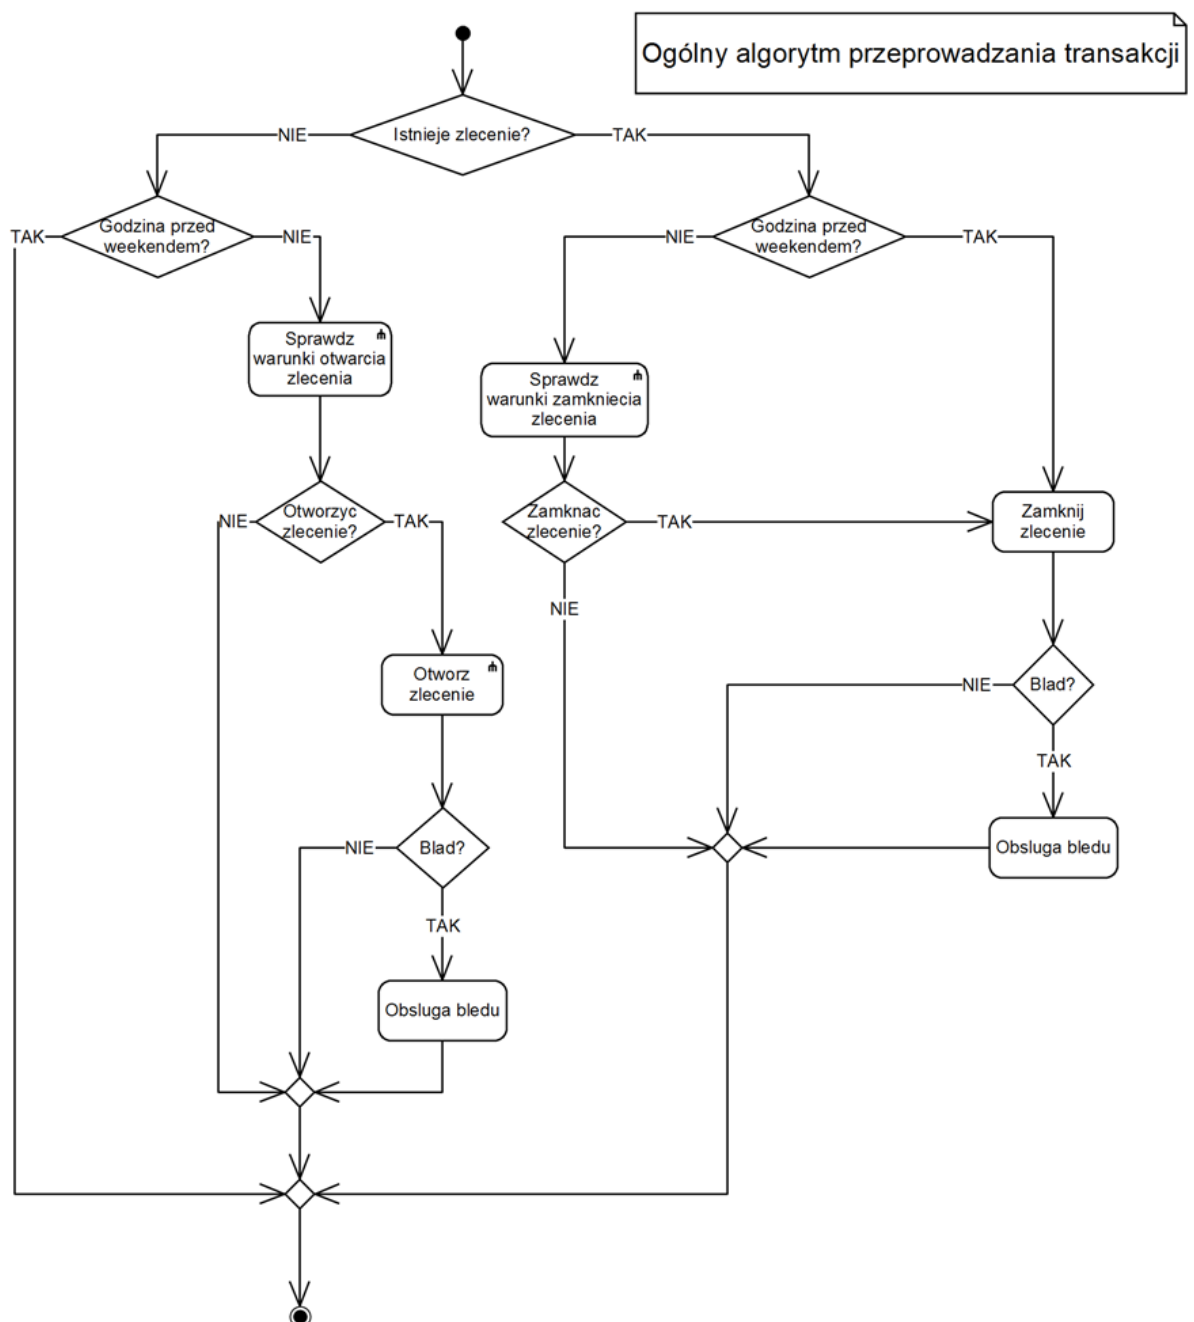 Ogólny algorytm przeprowadzania transakcji
Istnieje zlecenie?
NIE
TAK
Godzina przed
weekendem?
TAK
NIE
Godzina przed
weekendem?
NIE
TAK
Sprawdz
warunki otwarcia
zlecenia
Sprawdz
warunki zamkniecia
zlecenia
Otworzyc
zlecenie?
NIE
TAK
Zamknac
zlecenie?
TAK
NIE
Zamknij
zlecenie
Otworz
zlecenie
Blad?
NIE
TAK
Obsluga bledu
Blad?
NIE
TAK
Obsluga bledu